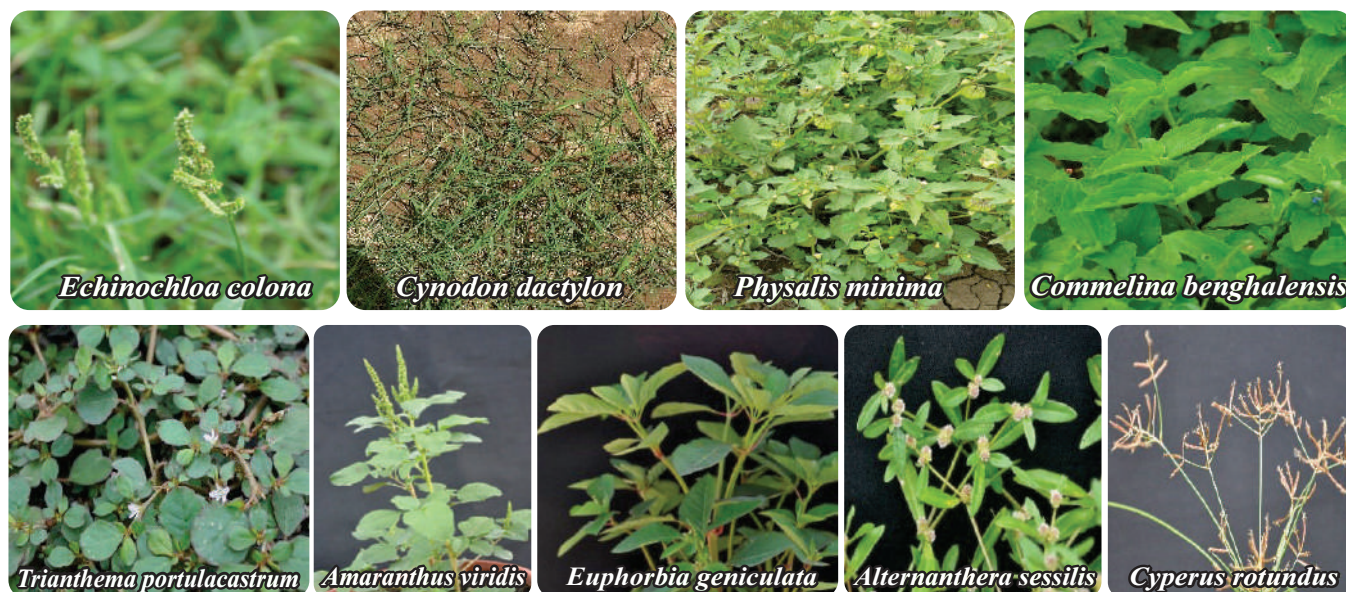 Echinochloa colona
Cynodon dactylon
Physalis minima
Commelina benghalensis
Trianthema portulacastrum
Amaranthus viridis
Euphorbia geniculata
Alternanthera sessilis
Cyperus rotundus